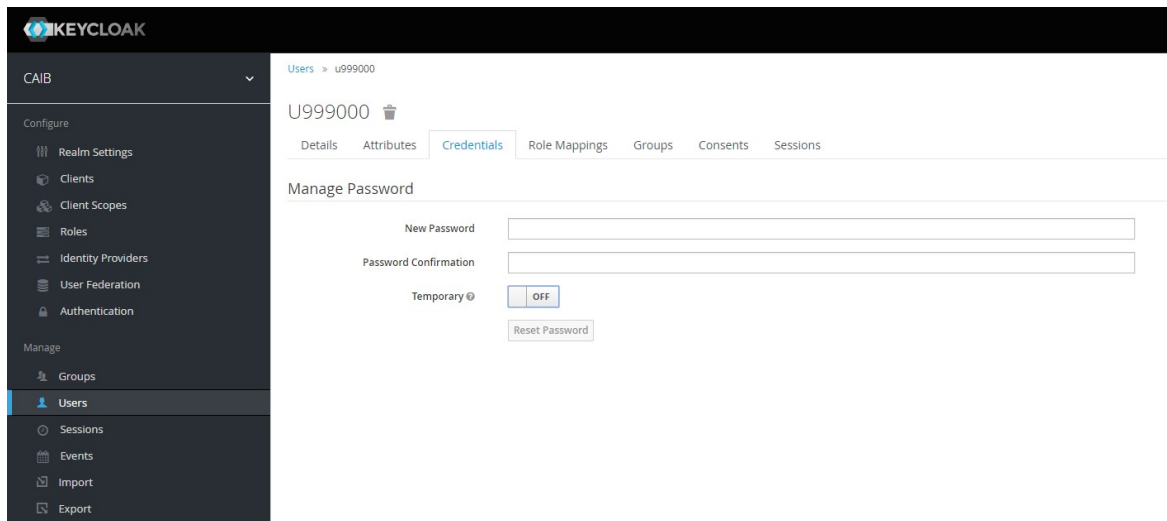 KEYCLOAK
CAIB
Configure
Realm Settings
Clients
Client Scopes
Roles
Identity Providers
User Federation
Authentication
Manage
Groups
Users
Sessions
Events
Import
Export
Users » u999000
U999000
Details Attributes Credentials Role Mappings Groups Consents Sessions
Manage Password
New Password
Password Confirmation
Temporary
OFF
Reset Password